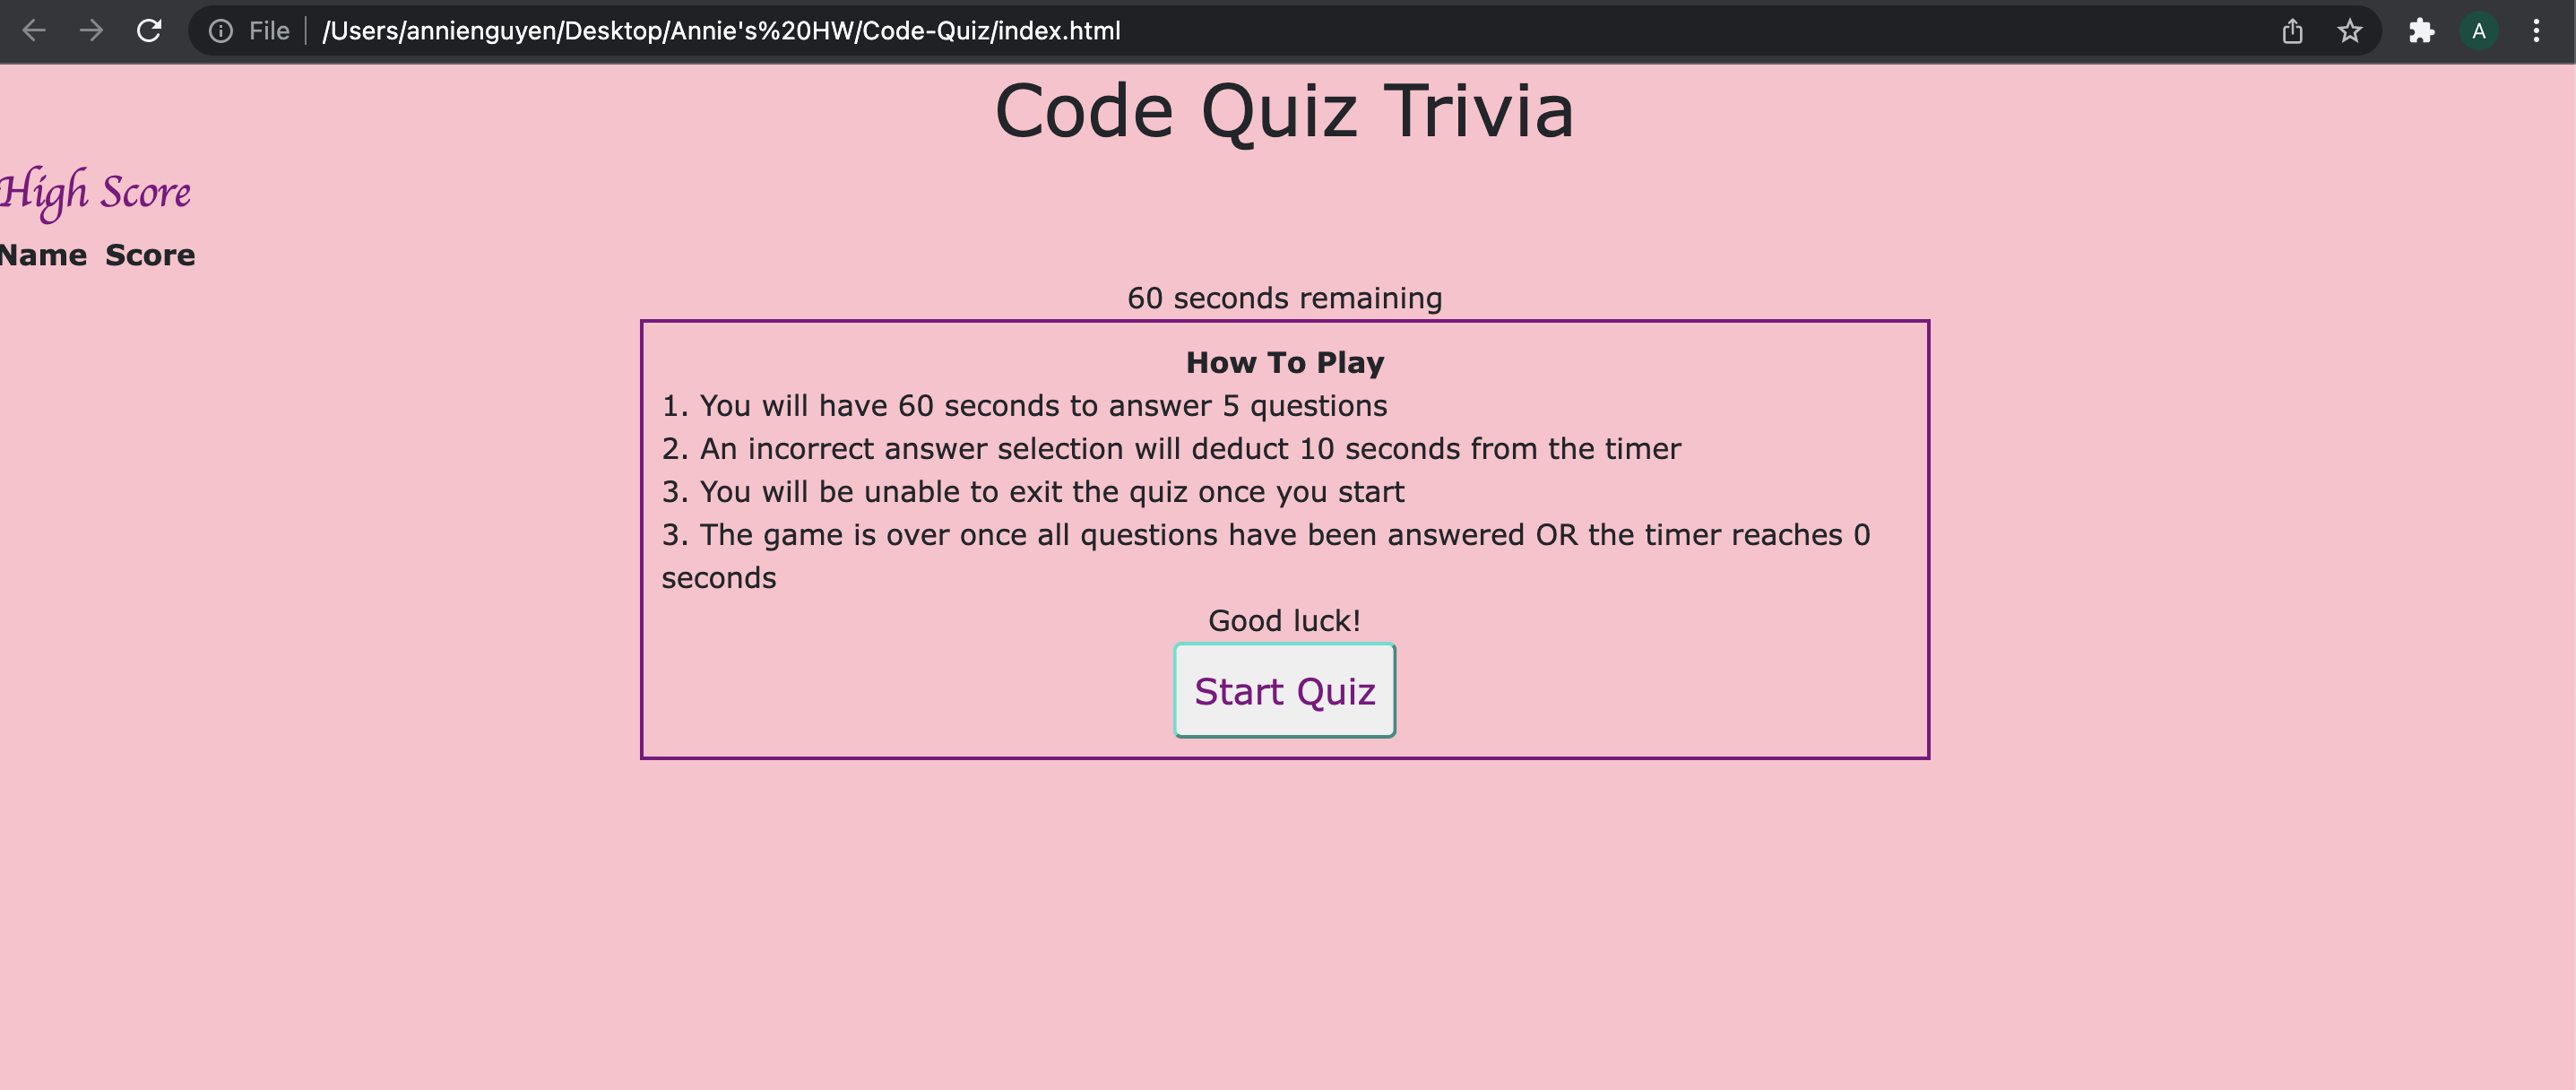 File /Users/annienguyen/Desktop/Annie's%20HW/Code-Quiz/index.html A
Code Quiz Trivia
High Score
Name Score
60 seconds remaining
How To Play
1. You will have 60 seconds to answer 5 questions
2. An incorrect answer selection will deduct 10 seconds from the timer
3. You will be unable to exit the quiz once you start
3. The game is over once all questions have been answered OR the timer reaches 0
seconds
Good luck!
Start Quiz